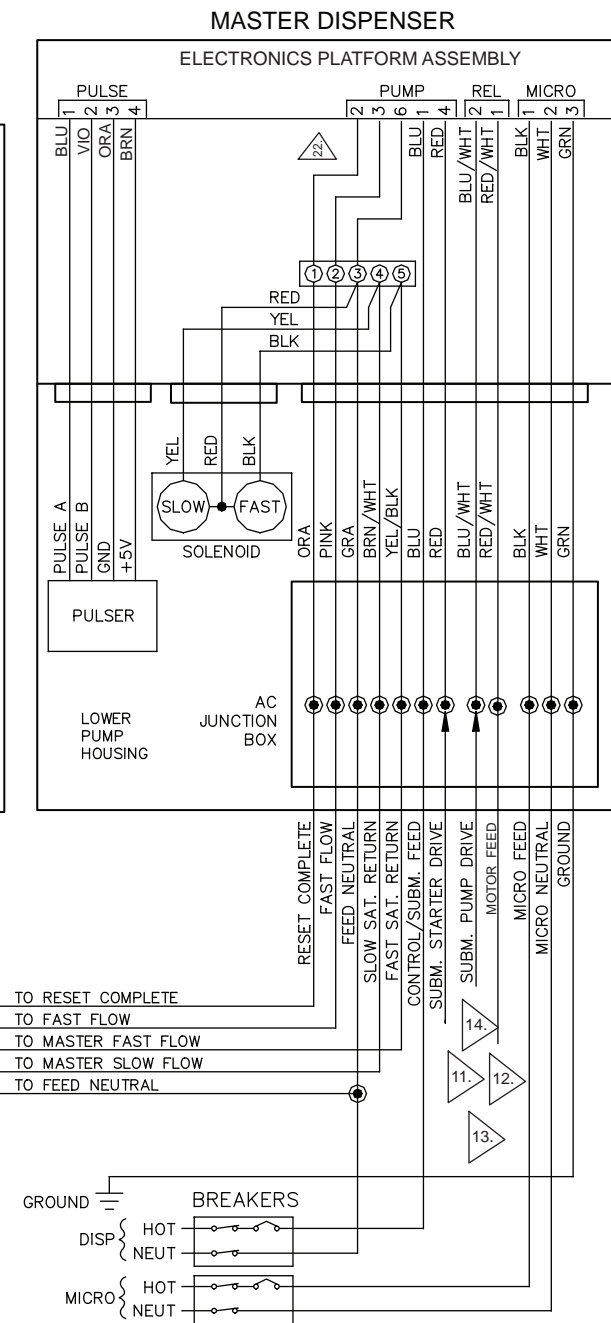 MASTER DISPENSER
ELECTRONICS PLATFORM ASSEMBLY
PULSE PUMP REL MICRO
1 2 3 4 2 3 6 1 4 2 1 1 2 3
BLU VIO ORA BRN BLU RED BLU/WHT RED/WHT BLK WHT GRN
22.
1 2 3 4 5
RED
YEL
BLK
YEL RED BLK
SLOW FAST
SOLENOID
ORA PINK GRA BRN/WHT YEL/BLK BLU RED BLU/WHT RED/WHT BLK WHT GRN
PULSE A PULSE B GND +5V
PULSER
AC
JUNCTION
BOX
LOWER
PUMP
HOUSING
RESET COMPLETE
FAST FLOW
FEED NEUTRAL
SLOW SAT. RETURN
FAST SAT. RETURN
CONTROL/SUBM. FEED
SUBM. STARTER DRIVE
SUBM. PUMP DRIVE
MOTOR FEED
MICRO FEED
MICRO NEUTRAL
GROUND
TO RESET COMPLETE
TO FAST FLOW
TO MASTER FAST FLOW
TO MASTER SLOW FLOW
TO FEED NEUTRAL
14.
11. 12.
13.
GROUND
BREAKERS
DISP HOT
NEUT
MICRO HOT
NEUT